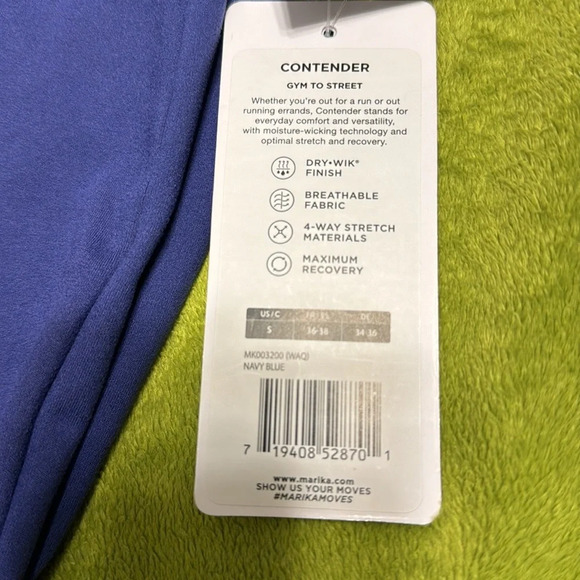 CONTENDER
GYM TO STREET
Whether you're out for a run or out
running errands, Contender stands for
everyday comfort and versatility,
with moisture-wicking technology and
optimal stretch and recovery.
DRY•WIK®
FINISH
BREATHABLE
FABRIC
4-WAY STRETCH
MATERIALS
MAXIMUM
RECOVERY
US/C FR/ES DE
S 36-38 34-36
MK003200 (WAQ)
NAVY BLUE
7 19408 52870 1
www.marika.com
SHOW US YOUR MOVES
#MARIKAMOVES